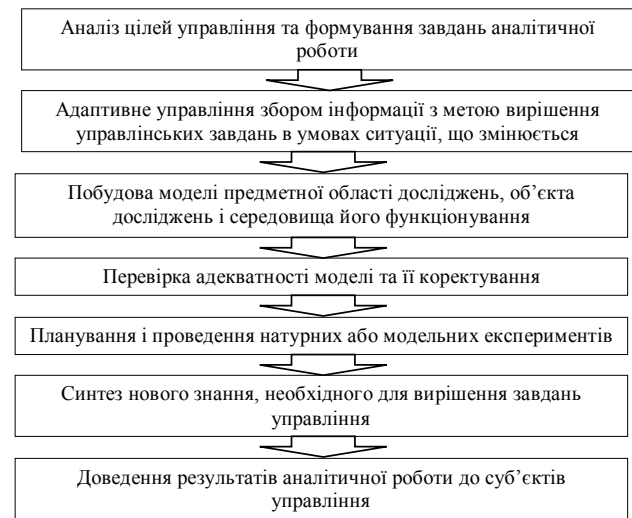 Аналіз цілей управління та формування завдань аналітичної
роботи
Адаптивне управління збором інформації з метою вирішення
управлінських завдань в умовах ситуації, що змінюється
Побудова моделі предметної області досліджень, об’єкта
досліджень і середовища його функціонування
Перевірка адекватності моделі та її коректування
Планування і проведення натурних або модельних експериментів
Синтез нового знання, необхідного для вирішення завдань
управління
Доведення результатів аналітичної роботи до суб’єктів
управління